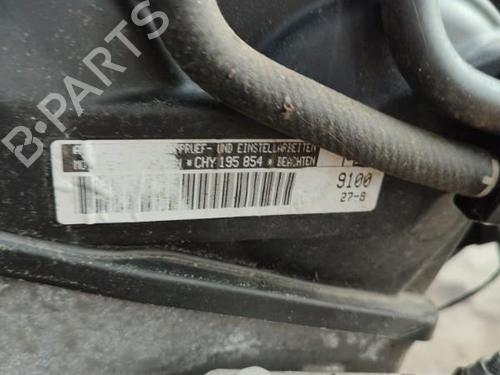 PRUEF- UND EINSTELLARBEITEN
*CHY 195 854* BEACHTEN
9100
27-8
B-PARTS